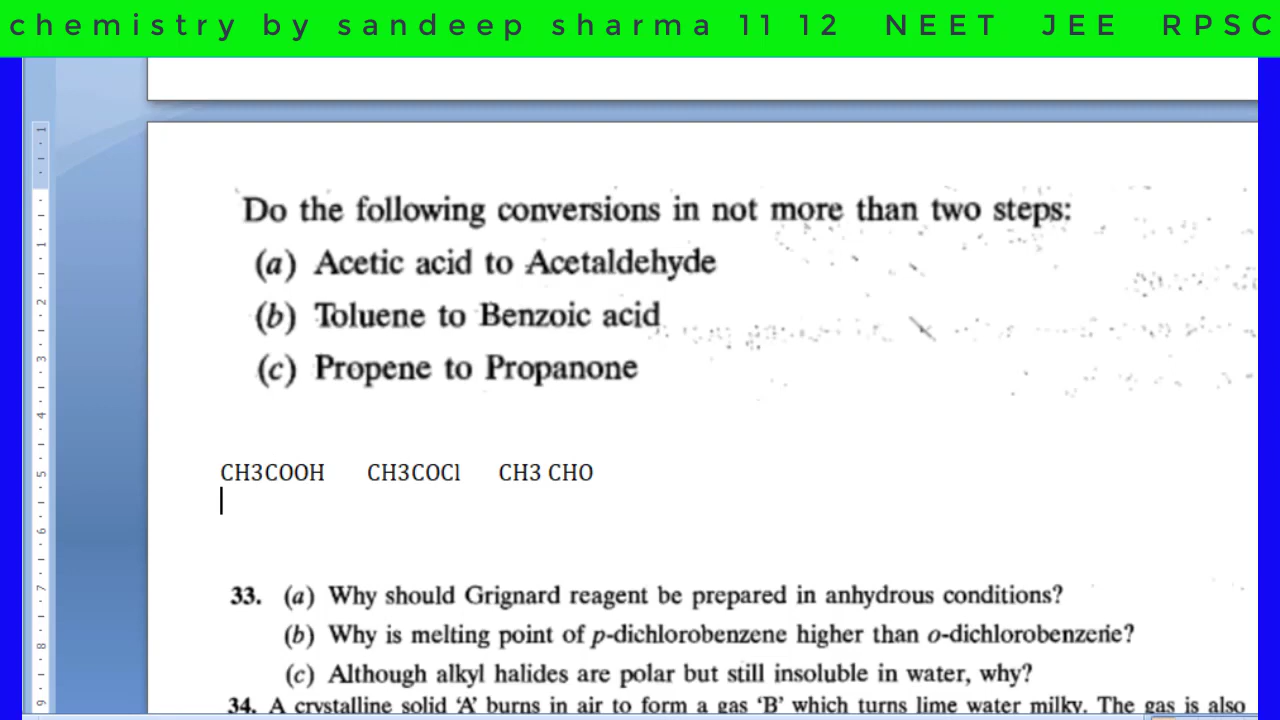 chemistry by sandeep sharma 11 12 NEET JEE RPSC
Do the following conversions in not more than two steps:
(a) Acetic acid to Acetaldehyde
(b) Toluene to Benzoic acid
(c) Propene to Propanone
CH3COOH CH3COCl CH3 CHO
33. (a) Why should Grignard reagent be prepared in anhydrous conditions?
(b) Why is melting point of p-dichlorobenzene higher than o-dichlorobenzene?
(c) Although alkyl halides are polar but still insoluble in water, why?
34. A crystalline solid 'A' burns in air to form a gas 'B' which turns lime water milky. The gas is also